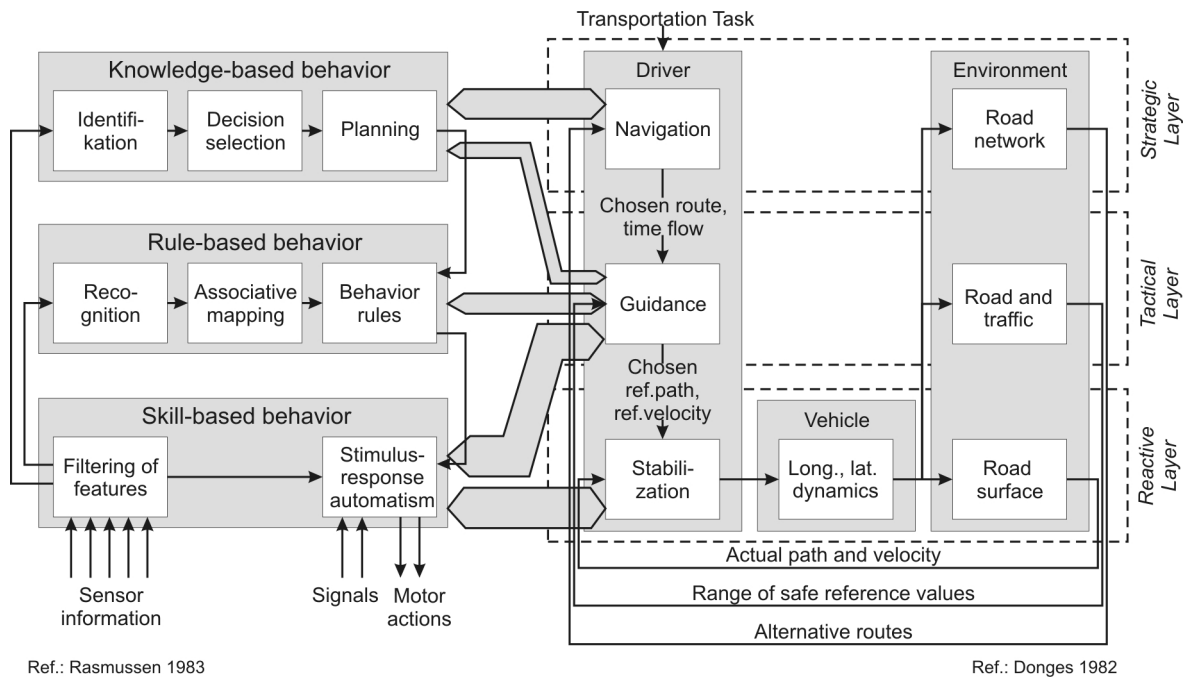 Transportation Task
Knowledge-based behavior
Identifi-
kation
Decision
selection
Planning
Rule-based behavior
Reco-
gnition
Associative
mapping
Behavior
rules
Skill-based behavior
Filtering of
features
Stimulus-
response
automatism
Sensor
information
Signals
Motor
actions
Driver
Navigation
Chosen route,
time flow
Guidance
Chosen
ref.path,
ref.velocity
Stabili-
zation
Vehicle
Long., lat.
dynamics
Environment
Road
network
Road and
traffic
Road
surface
Strategic
Layer
Tactical
Layer
Reactive
Layer
Actual path and velocity
Range of safe reference values
Alternative routes
Ref.: Rasmussen 1983
Ref.: Donges 1982